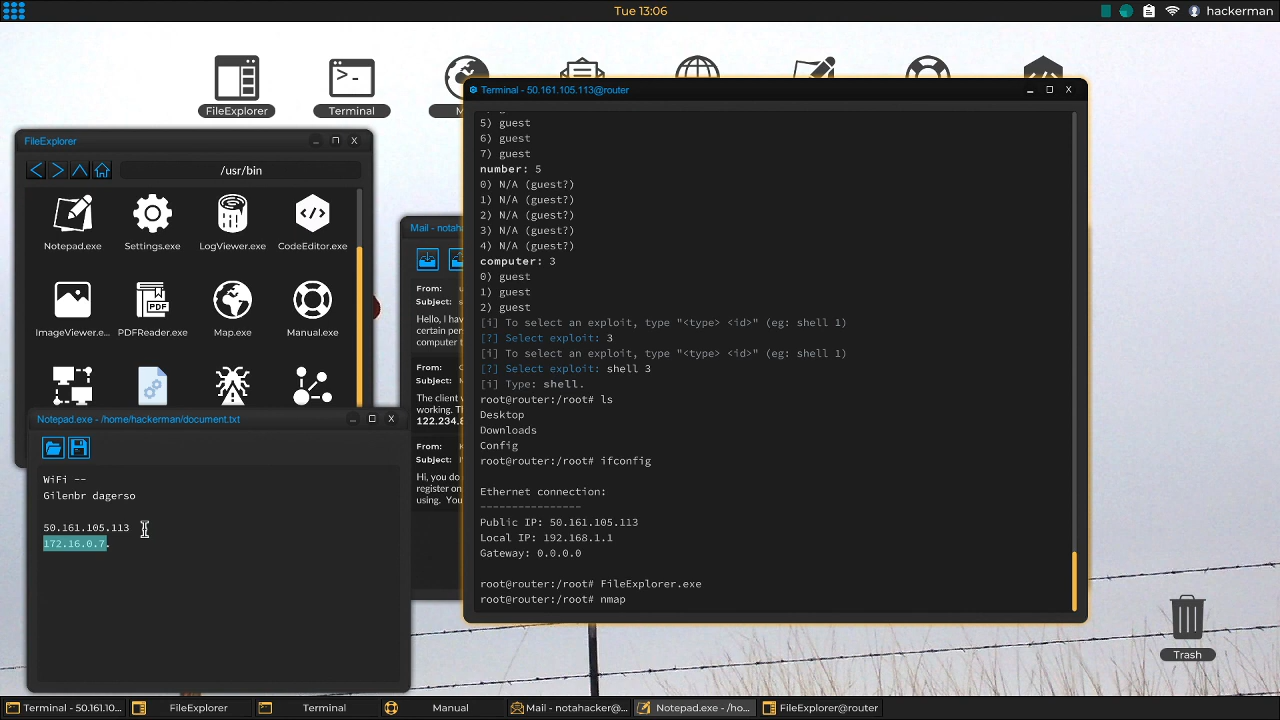 Tue 13:06
hackerman
FileExplorer
Terminal
M
Terminal - 50.161.105.113@router
5) guest
6) guest
7) guest
number: 5
0) N/A (guest?)
1) N/A (guest?)
2) N/A (guest?)
3) N/A (guest?)
4) N/A (guest?)
computer: 3
0) guest
1) guest
2) guest
[i] To select an exploit, type "<type> <id>" (eg: shell 1)
[?] Select exploit: 3
[i] To select an exploit, type "<type> <id>" (eg: shell 1)
[?] Select exploit: shell 3
[i] Type: shell.
root@router:/root# ls
Desktop
Downloads
Config
root@router:/root# ifconfig
Ethernet connection:
----------------
Public IP: 50.161.105.113
Local IP: 192.168.1.1
Gateway: 0.0.0.0
root@router:/root# FileExplorer.exe
root@router:/root# nmap
FileExplorer
/usr/bin
Notepad.exe
Settings.exe
LogViewer.exe
CodeEditor.exe
ImageViewer.e...
PDFReader.exe
Map.exe
Manual.exe
PDF
Mail - notah
From:
Subject: s
Hello, I hav
certain per
computer t
From:
Subject:
The client v
working. Th
122.234.8
From:
Subject: I'
Hi, you do
register on
using. You
Notepad.exe - /home/hackerman/document.txt
WiFi --
Gilenbr dagerso
50.161.105.113
172.16.0.7.
Trash
Terminal - 50.161.10...
FileExplorer
Terminal
Manual
Mail - notahacker@...
Notepad.exe - /ho...
FileExplorer@router